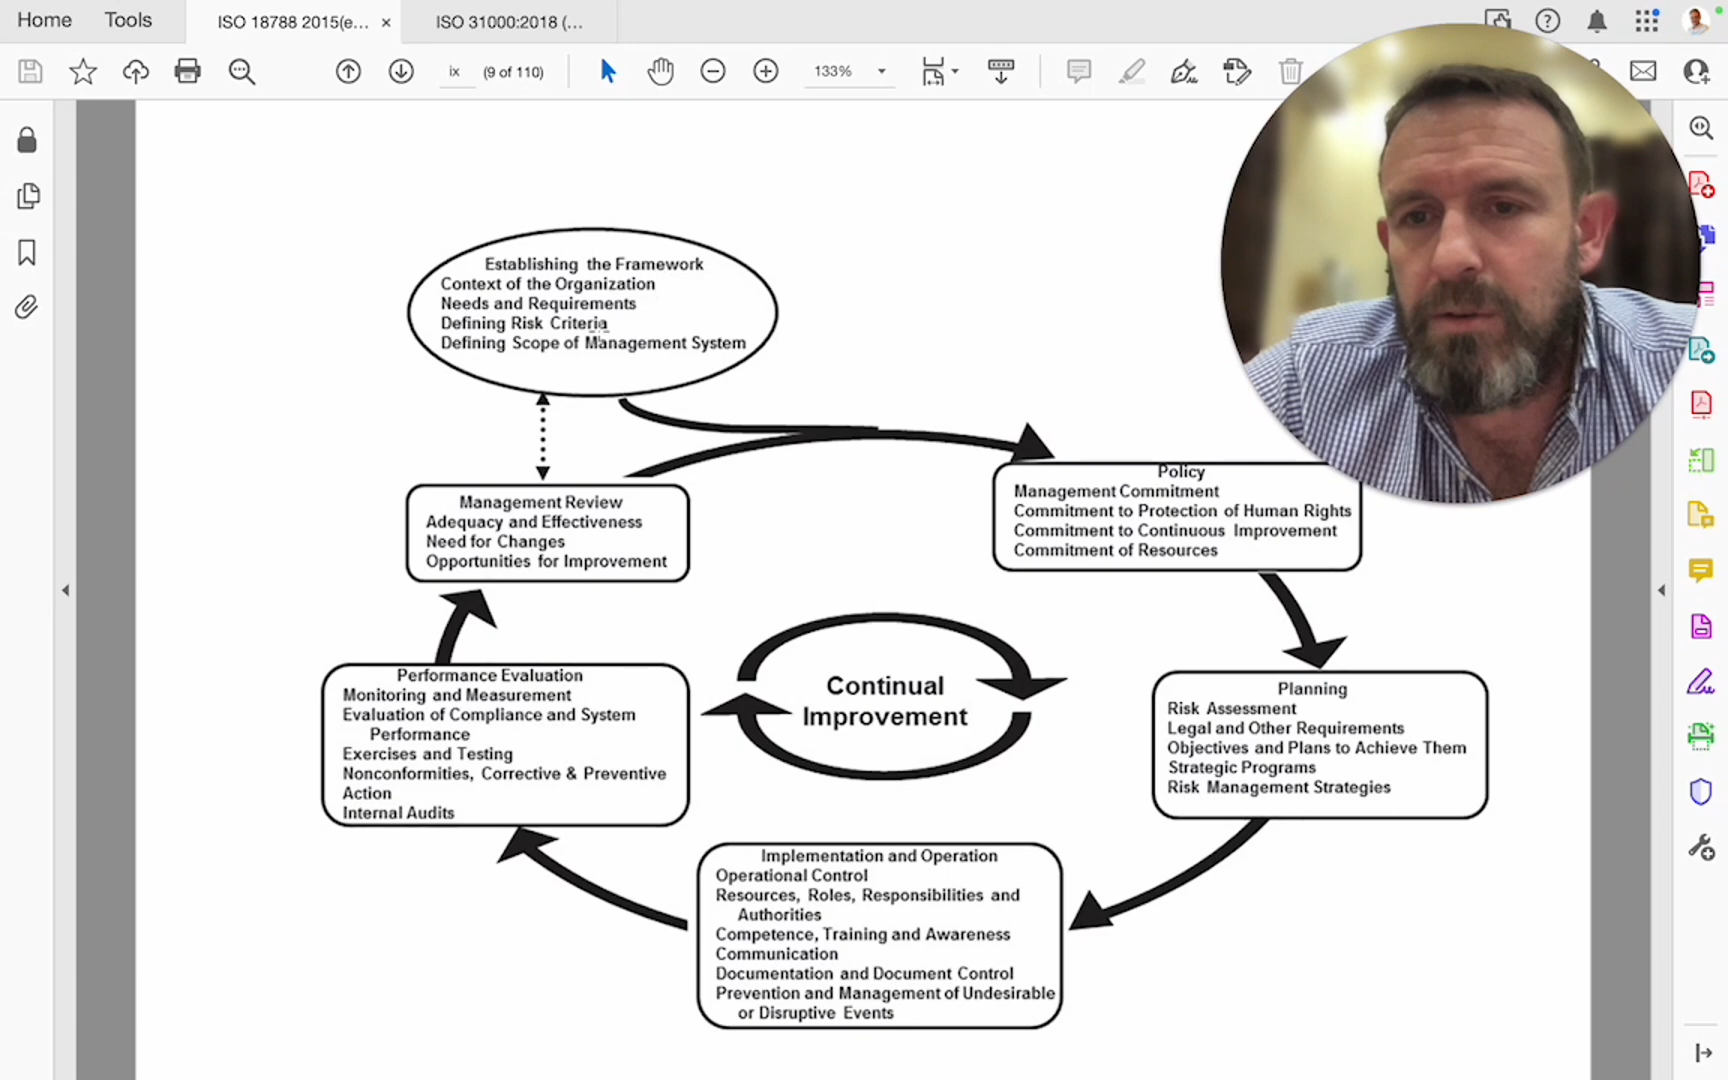 Home
Tools
ISO 18788 2015(e... ×
ISO 31000:2018 (...
ix
(9 of 110)
133%
Establishing the Framework
Context of the Organization
Needs and Requirements
Defining Risk Criteria
Defining Scope of Management System
Policy
Management Commitment
Commitment to Protection of Human Rights
Commitment to Continuous Improvement
Commitment of Resources
Management Review
Adequacy and Effectiveness
Need for Changes
Opportunities for Improvement
Continual
Improvement
Performance Evaluation
Monitoring and Measurement
Evaluation of Compliance and System
Performance
Exercises and Testing
Nonconformities, Corrective & Preventive
Action
Internal Audits
Planning
Risk Assessment
Legal and Other Requirements
Objectives and Plans to Achieve Them
Strategic Programs
Risk Management Strategies
Implementation and Operation
Operational Control
Resources, Roles, Responsibilities and
Authorities
Competence, Training and Awareness
Communication
Documentation and Document Control
Prevention and Management of Undesirable
or Disruptive Events